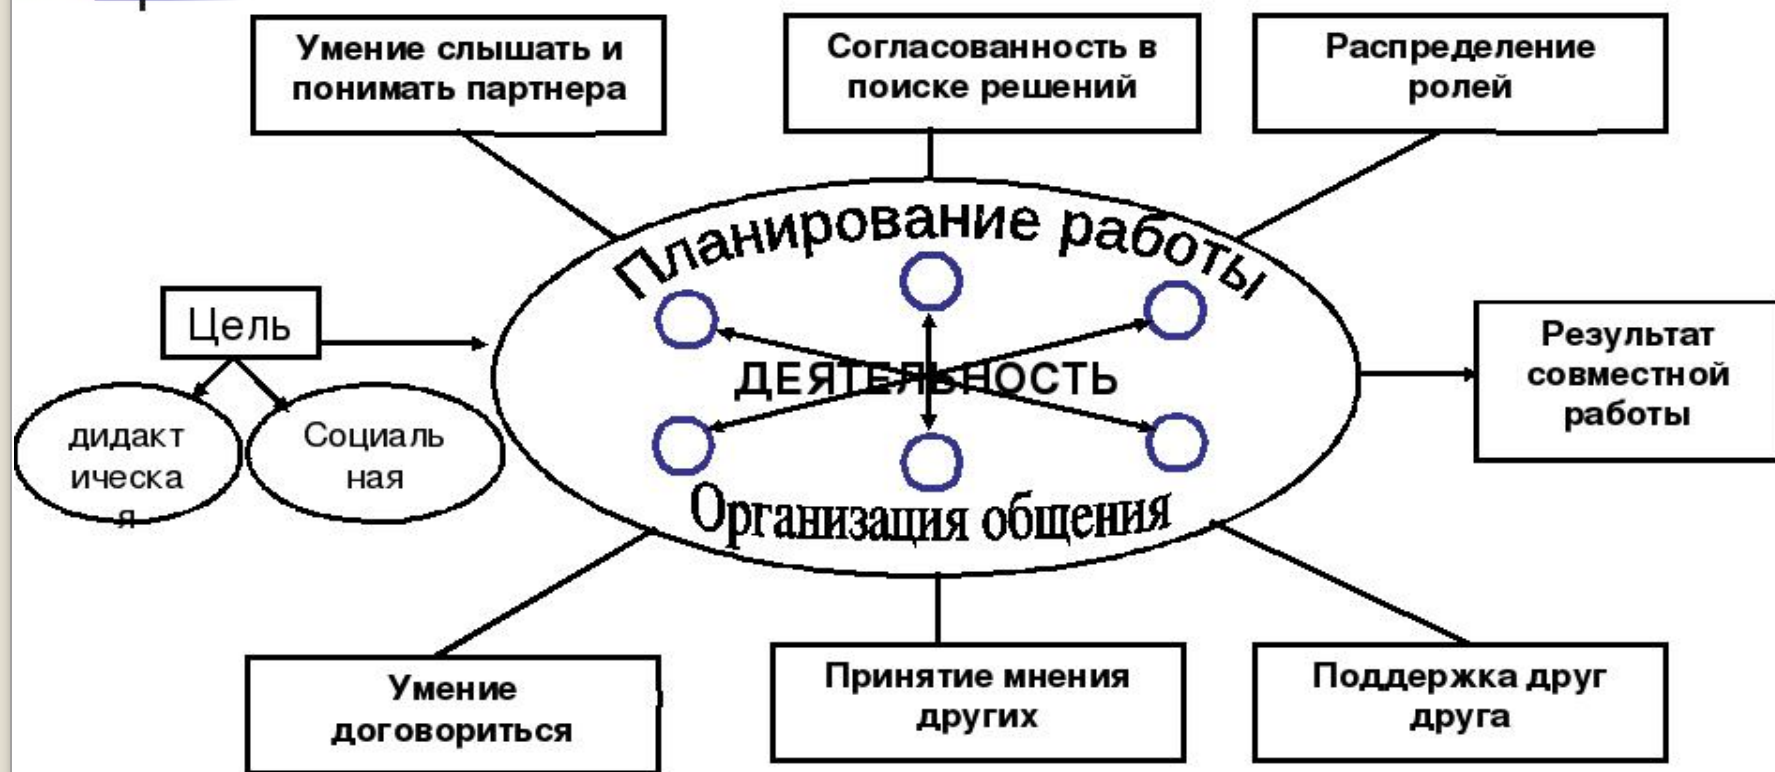 Умение слышать и
понимать партнера
Согласованность в
поиске решений
Распределение
ролей
Планирование работы
Цель
дидакт
ическа
я
Социаль
ная
ДЕЯТЕЛЬНОСТЬ
Результат
совместной
работы
Организация общения
Умение
договориться
Принятие мнения
других
Поддержка друг
друга